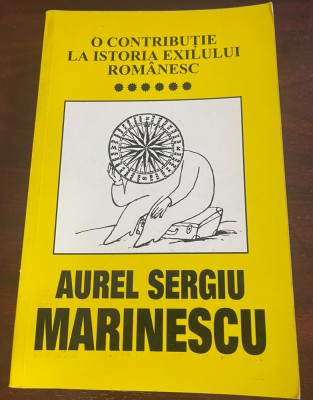 O CONTRIBUȚIE
LA ISTORIA EXILULUI
ROMÂNESC
AUREL SERGIU
MARINESCU